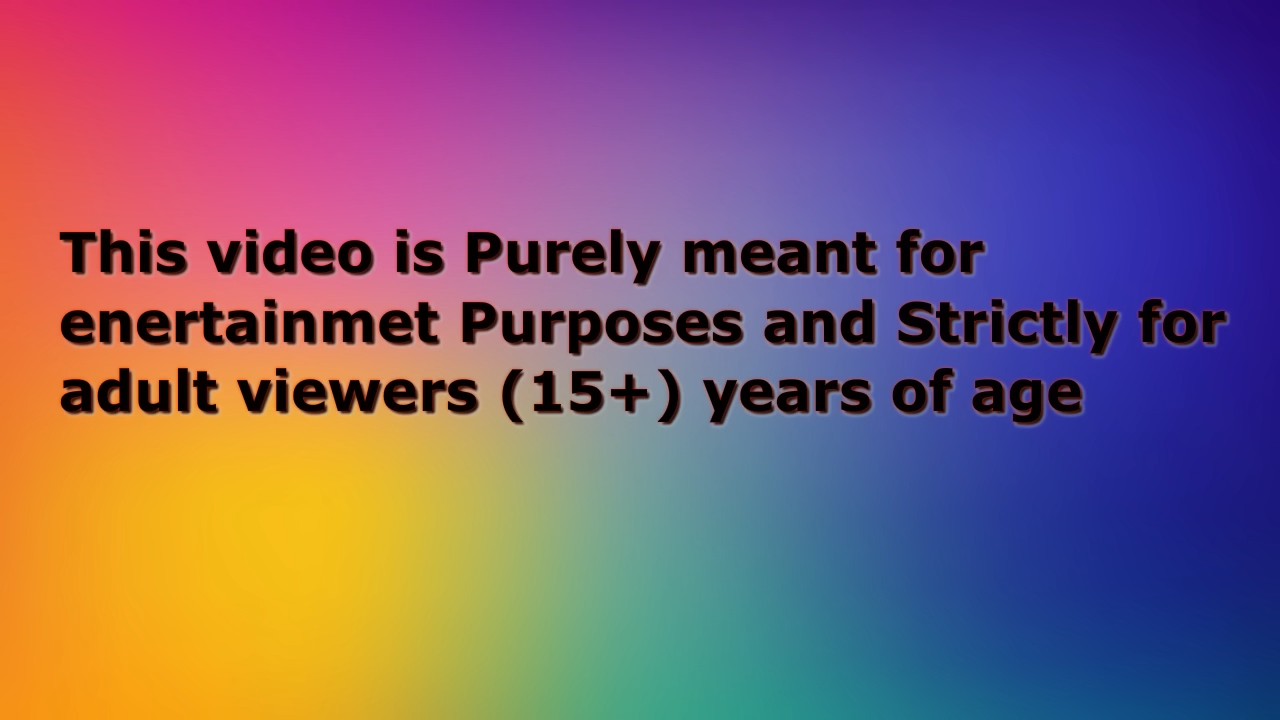 This video is Purely meant for
enertainmet Purposes and Strictly for
adult viewers (15+) years of age